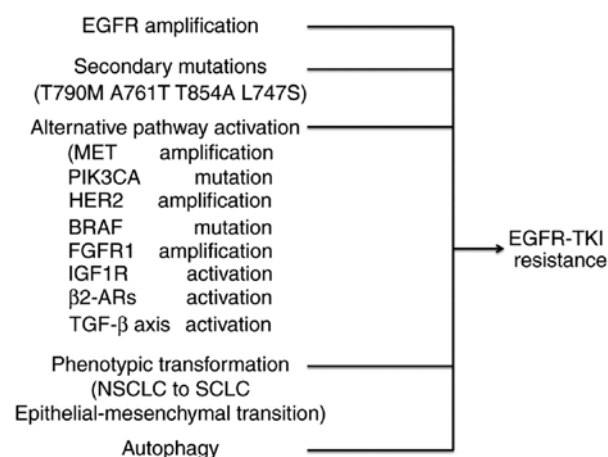 EGFR amplification
Secondary mutations
(T790M A761T T854A L747S)
Alternative pathway activation
(MET amplification
PIK3CA mutation
HER2 amplification
BRAF mutation
FGFR1 amplification
IGF1R activation
β2-ARs activation
TGF-β axis activation
Phenotypic transformation
(NSCLC to SCLC
Epithelial-mesenchymal transition)
Autophagy
EGFR-TKI
resistance